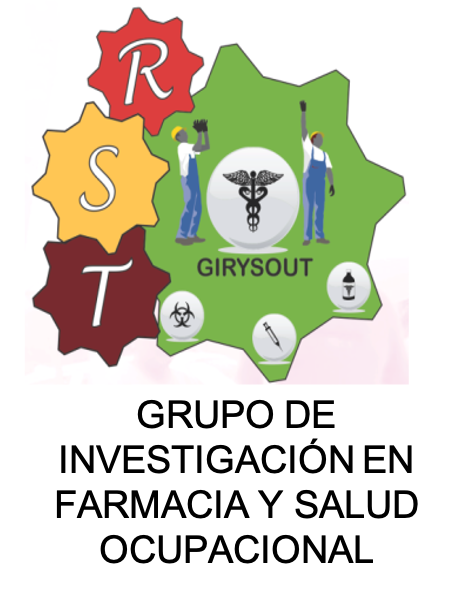 R
S
T
GIRYSOUT
GRUPO DE
INVESTIGACIÓN EN
FARMACIA Y SALUD
OCUPACIONAL